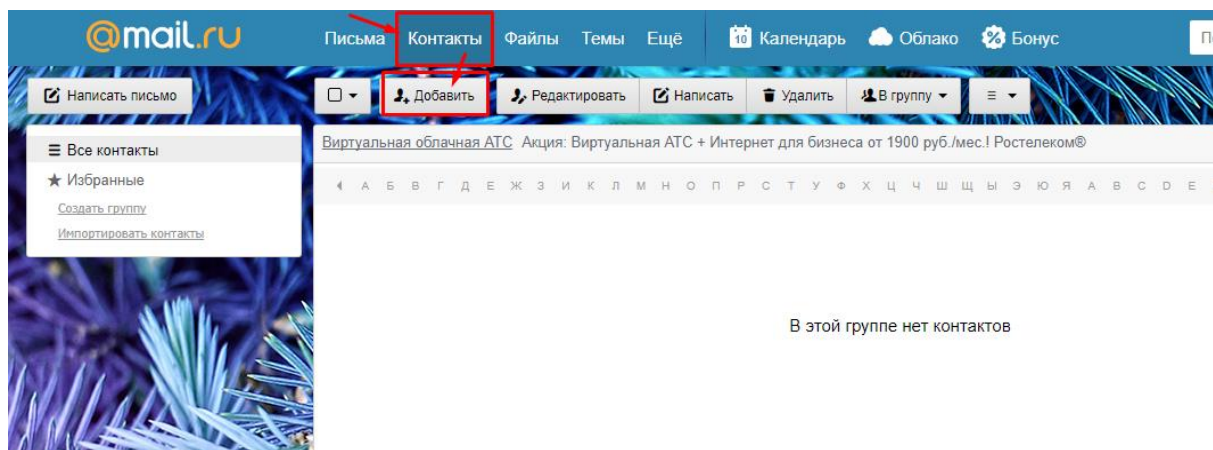 @mail.ru Письма Контакты Файлы Темы Ещё 10 Календарь Облако % Бонус
Написать письмо Добавить Редактировать Написать Удалить В группу
Все контакты
Избранные
Создать группу
Импортировать контакты
Виртуальная облачная АТС Акция: Виртуальная АТС + Интернет для бизнеса от 1900 руб./мес.! Ростелеком®
А Б В Г Д Е Ж З И К Л М Н О П Р С Т У Ф Х Ц Ч Ш Щ Ы Э Ю Я A B C D E
В этой группе нет контактов